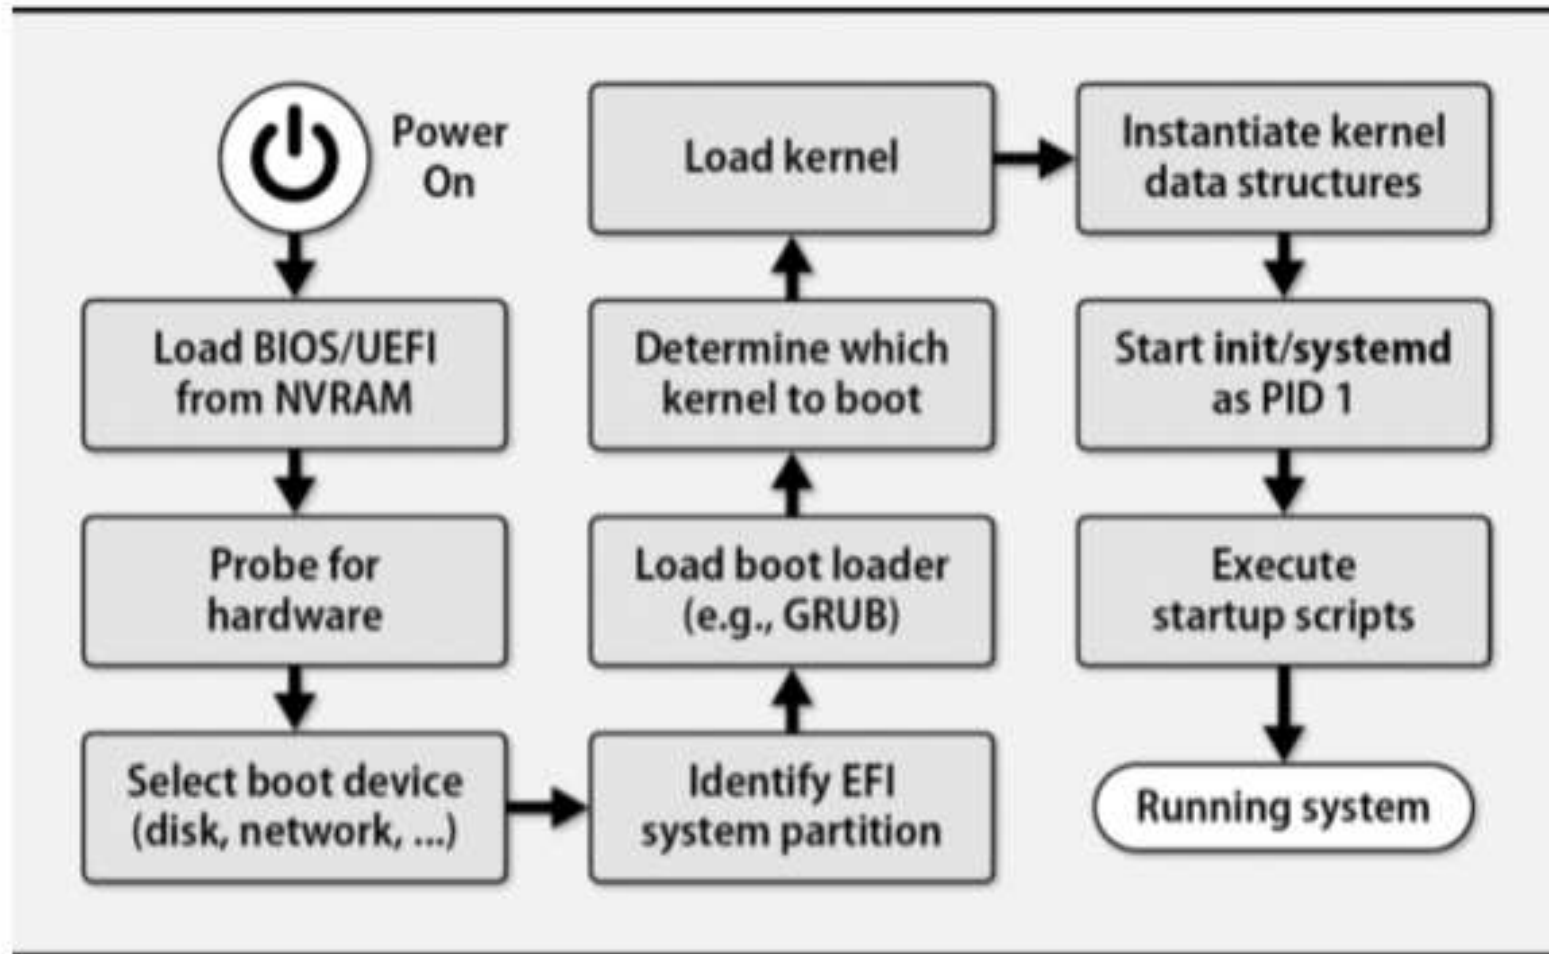 Power
On
Load BIOS/UEFI
from NVRAM
Probe for
hardware
Select boot device
(disk, network, ...)
Identify EFI
system partition
Load boot loader
(e.g., GRUB)
Determine which
kernel to boot
Load kernel
Instantiate kernel
data structures
Start init/systemd
as PID 1
Execute
startup scripts
Running system